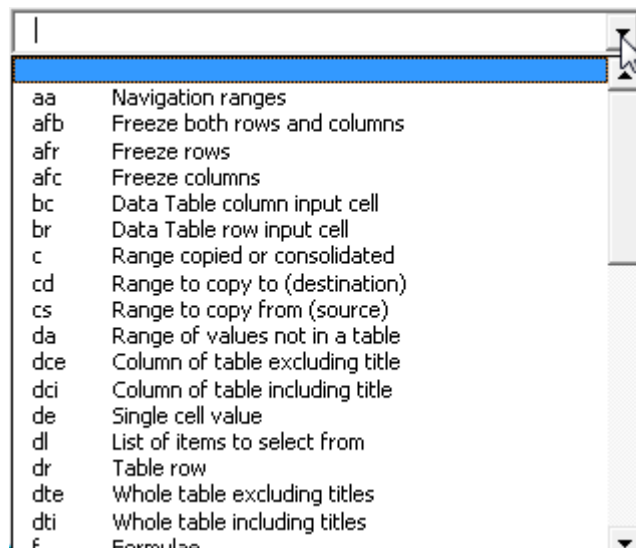 aa Navigation ranges
afb Freeze both rows and columns
afr Freeze rows
afc Freeze columns
bc Data Table column input cell
br Data Table row input cell
c Range copied or consolidated
cd Range to copy to (destination)
cs Range to copy from (source)
da Range of values not in a table
dce Column of table excluding title
dci Column of table including title
de Single cell value
dl List of items to select from
dr Table row
dte Whole table excluding titles
dti Whole table including titles
f Formulae